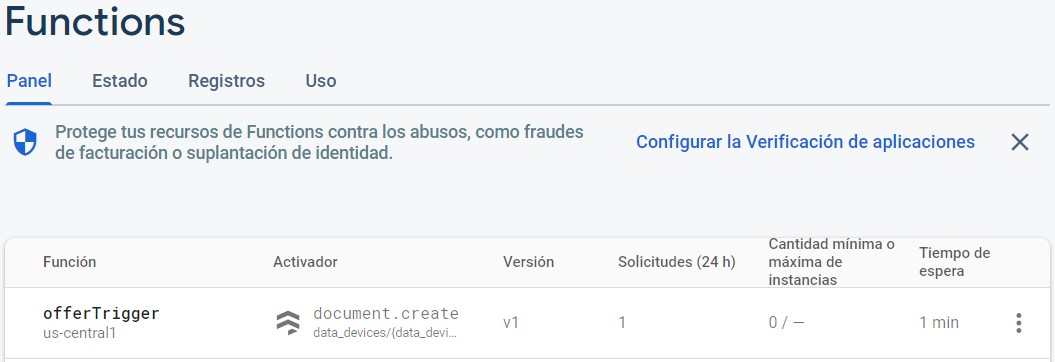 Functions
Panel Estado Registros Uso
Protege tus recursos de Functions contra los abusos, como fraudes
de facturación o suplantación de identidad.
Configurar la Verificación de aplicaciones
Función Activador Versión Solicitudes (24 h) Cantidad mínima o máxima de instancias Tiempo de espera
offerTrigger document.create v1 1 0 / — 1 min
us-central1 data_devices/{data_devi...